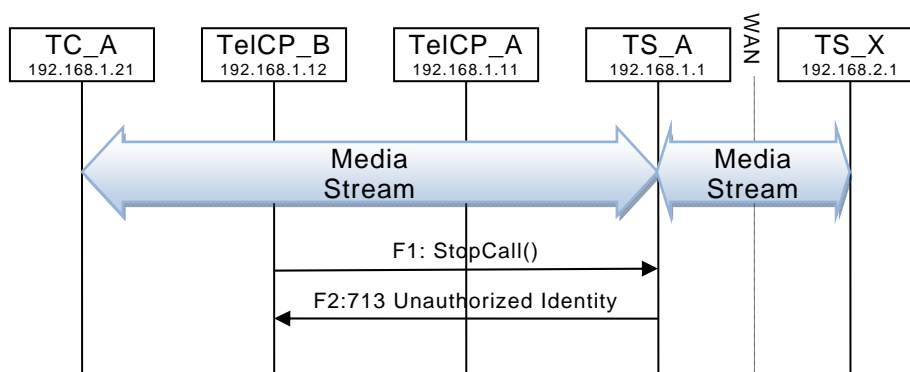 TC_A
192.168.1.21
TelCP_B
192.168.1.12
TelCP_A
192.168.1.11
TS_A
192.168.1.1
WAN
TS_X
192.168.2.1
Media
Stream
Media
Stream
F1: StopCall()
F2:713 Unauthorized Identity